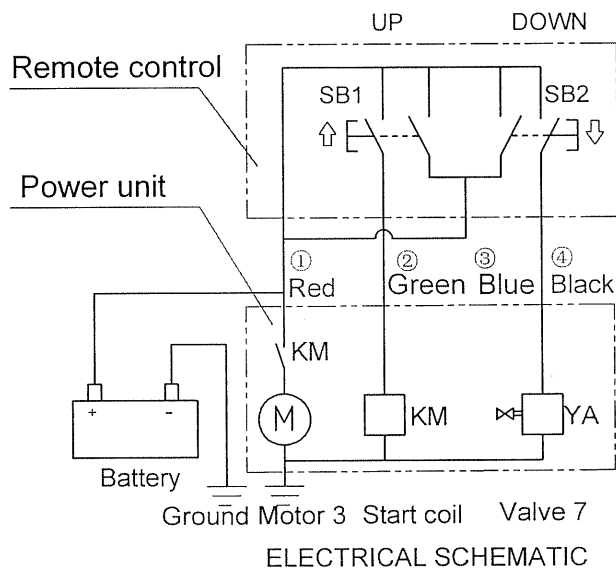 UP DOWN
Remote control
SB1 SB2
Power unit
① ② ③ ④
Red Green Blue Black
KM
M KM YA
+ -
Battery
Ground Motor 3 Start coil Valve 7
ELECTRICAL SCHEMATIC